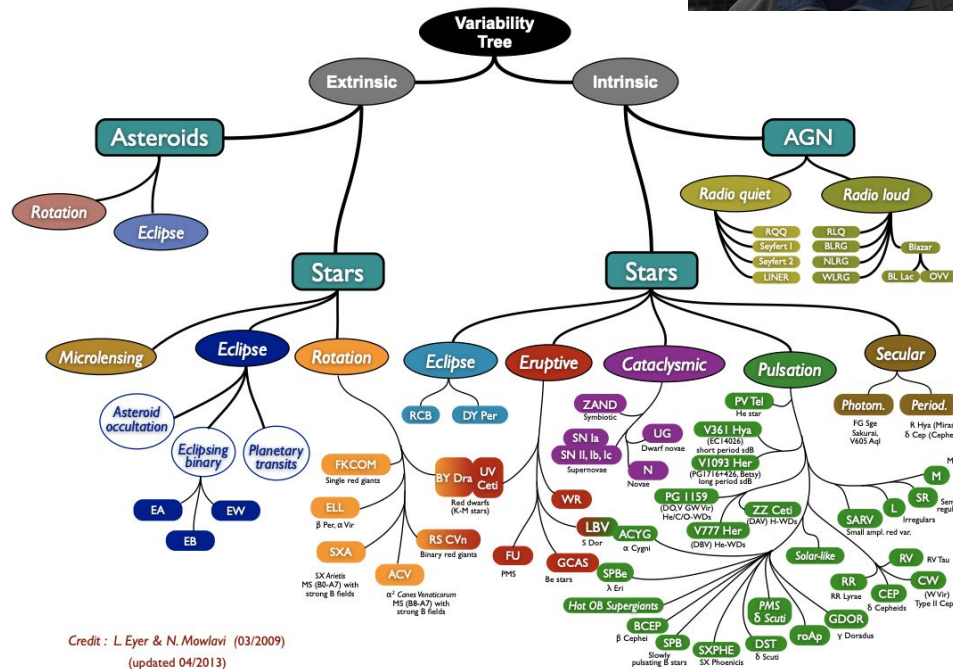 Variability
Tree
Extrinsic
Intrinsic
Asteroids
AGN
Rotation
Eclipse
Radio quiet
Radio loud
RQQ
Seyfert 1
Seyfert 2
LINER
RLQ
BLRG
NLRG
WLRG
Blazar
BL Lac
OVV
Stars
Stars
Microlensing
Eclipse
Rotation
Eclipse
Eruptive
Cataclysmic
Pulsation
Secular
Asteroid
occultation
Eclipsing
binary
Planetary
transits
EA
EB
EW
FKCOM
Single red giants
ELL
β Per, α Vir
SXA
SX Arietis
MS (B0-A7) with
strong B fields
ACV
α² Canes Venaticorum
MS (B8-A7) with
strong B fields
RS CVn
Binary red giants
BY Dra
UV
Ceti
Red dwarfs
(K-M stars)
RCB
DY Per
FU
PMS
WR
LBV
S Dor
GCAS
Be stars
ZAND
Symbiotic
SN Ia
SN II, Ib, Ic
Supernovae
UG
Dwarf novae
N
Novae
PV Tel
He star
V361 Hya
(EC14026)
short period sdB
V1093 Her
(PG1716+426, Betsy)
long period sdB
PG 1159
(DO,V GW Vir)
He/C/O-WDs
ZZ Ceti
(DAV) H-WDs
V777 Her
(DBV) He-WDs
Solar-like
ACYG
α Cygni
SPBe
λ Eri
Hot OB Supergiants
BCEP
β Cephei
SPB
Slowly
pulsating B stars
SXPHE
SX Phoenicis
PMS
δ Scuti
DST
δ Scuti
roAp
GDOR
γ Doradus
Photom.
FG Sge
Sakurai,
V605 Aql
Period.
R Hya (Miras
δ Cep (Cephe
M
M
SR
Sem
regul
L
Irregulars
SARV
Small ampl. red var.
RV
RV Tau
CW
(W Vir)
Type II Cep
CEP
δ Cepheids
RR
RR Lyrae
Credit : L. Eyer & N. Mowlavi (03/2009)
(updated 04/2013)